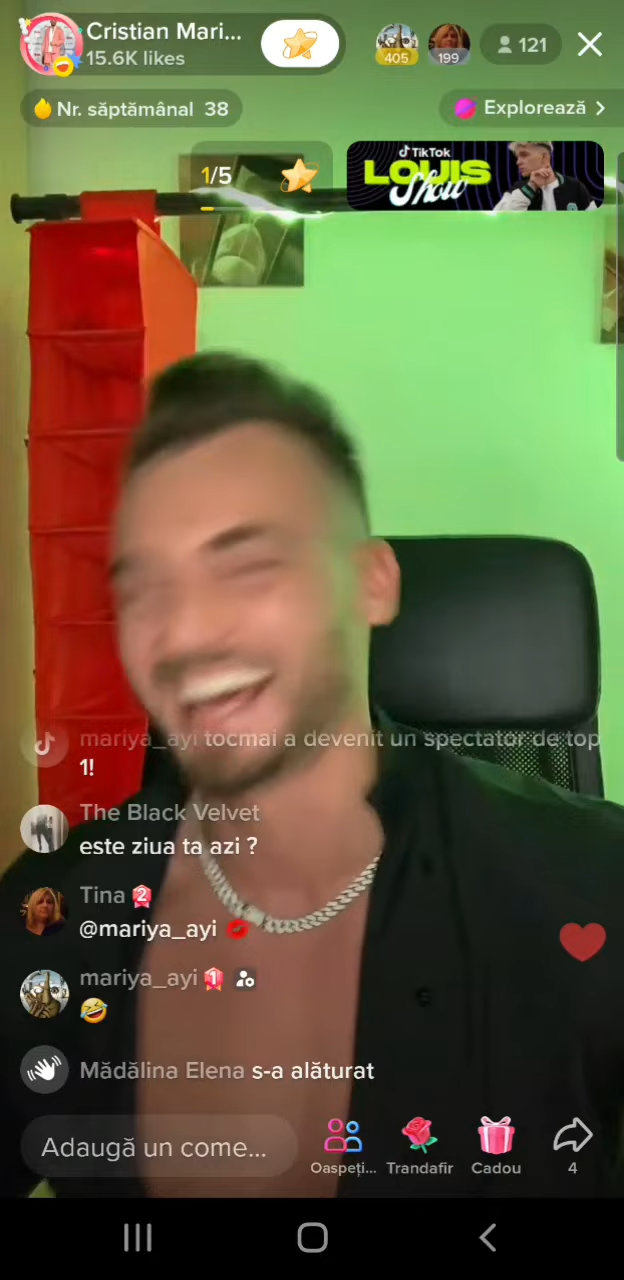 Cristian Mari...
15.6K likes
405
199
121
Nr. săptămânal 38
Explorează
1/5
TikTok
LOUIS
Show
mariya_ayi tocmai a devenit un spectator de top
1!
The Black Velvet
este ziua ta azi ?
Tina 2
@mariya_ayi
mariya_ayi 1
Mădălina Elena s-a alăturat
Adaugă un come...
Oaspeți...
Trandafir
Cadou
4